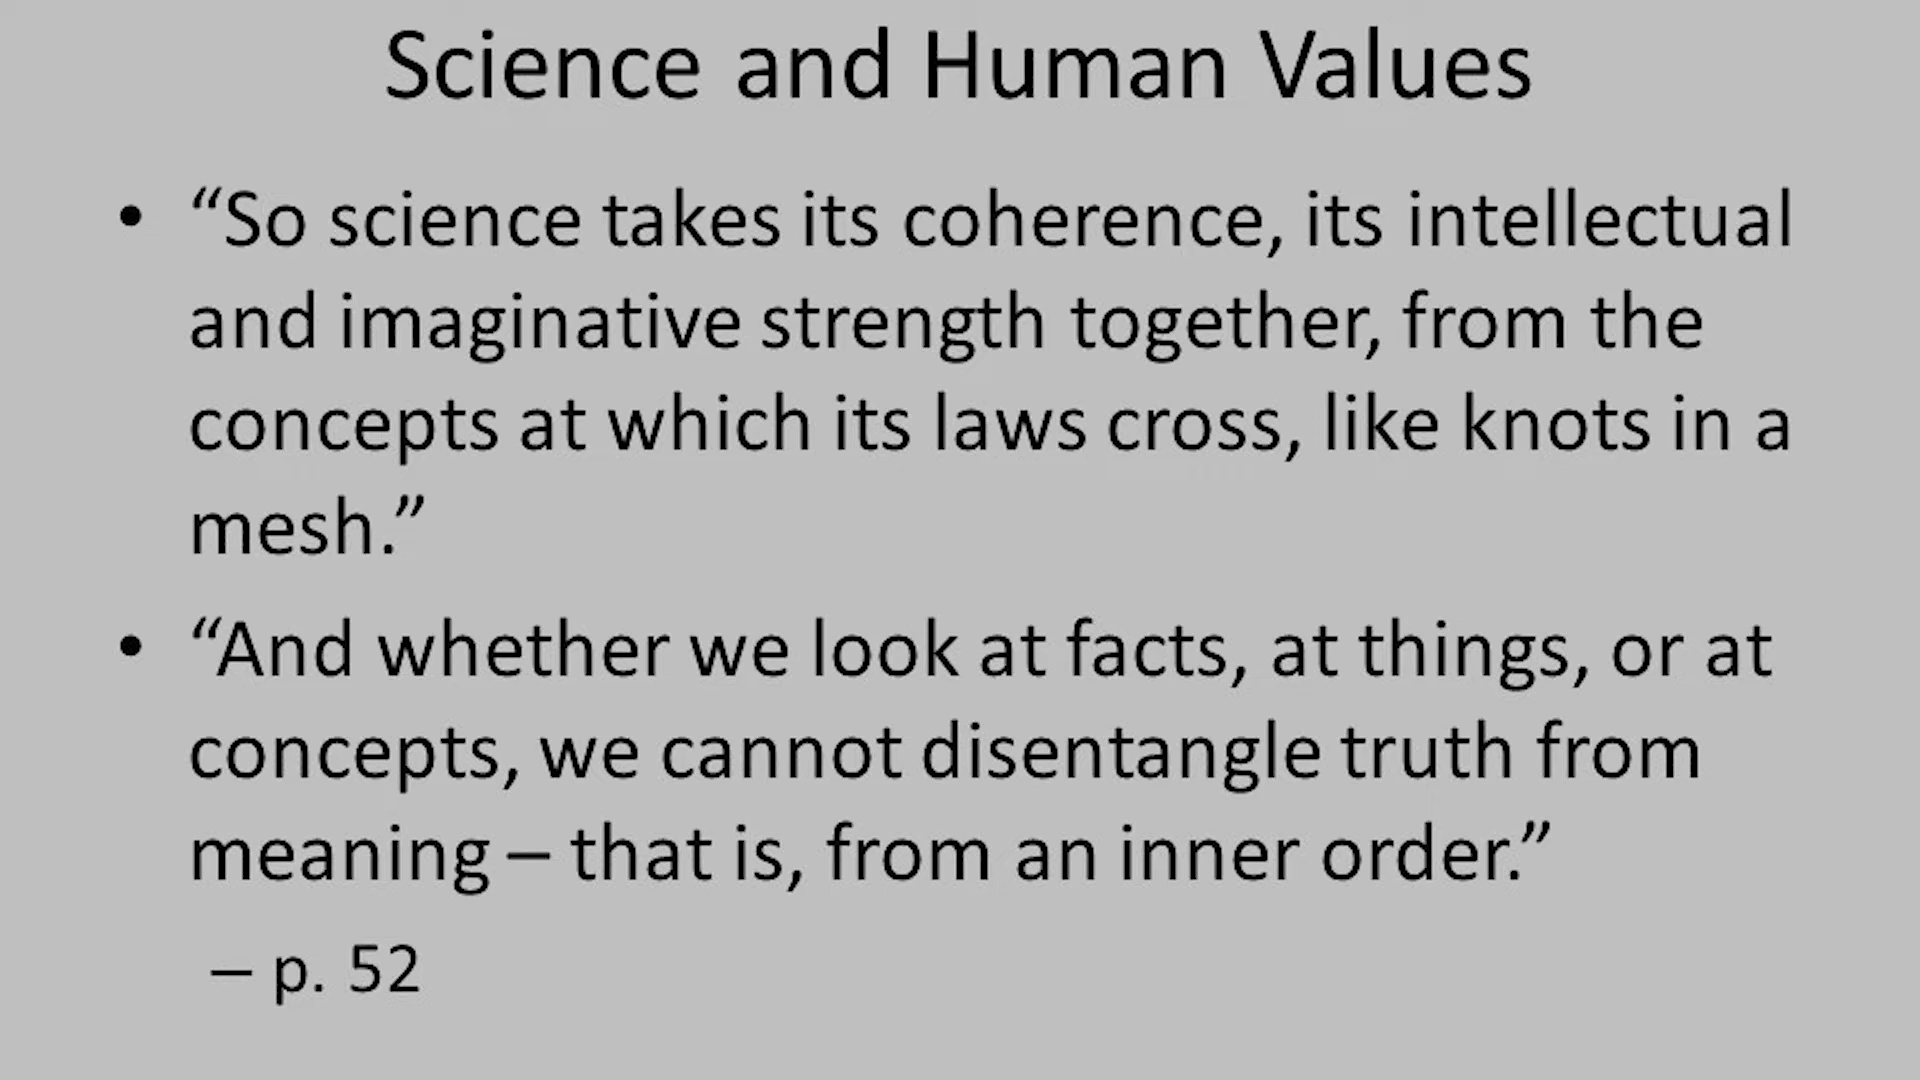 Science and Human Values
• “So science takes its coherence, its intellectual
and imaginative strength together, from the
concepts at which its laws cross, like knots in a
mesh.”
• “And whether we look at facts, at things, or at
concepts, we cannot disentangle truth from
meaning – that is, from an inner order.”
– p. 52